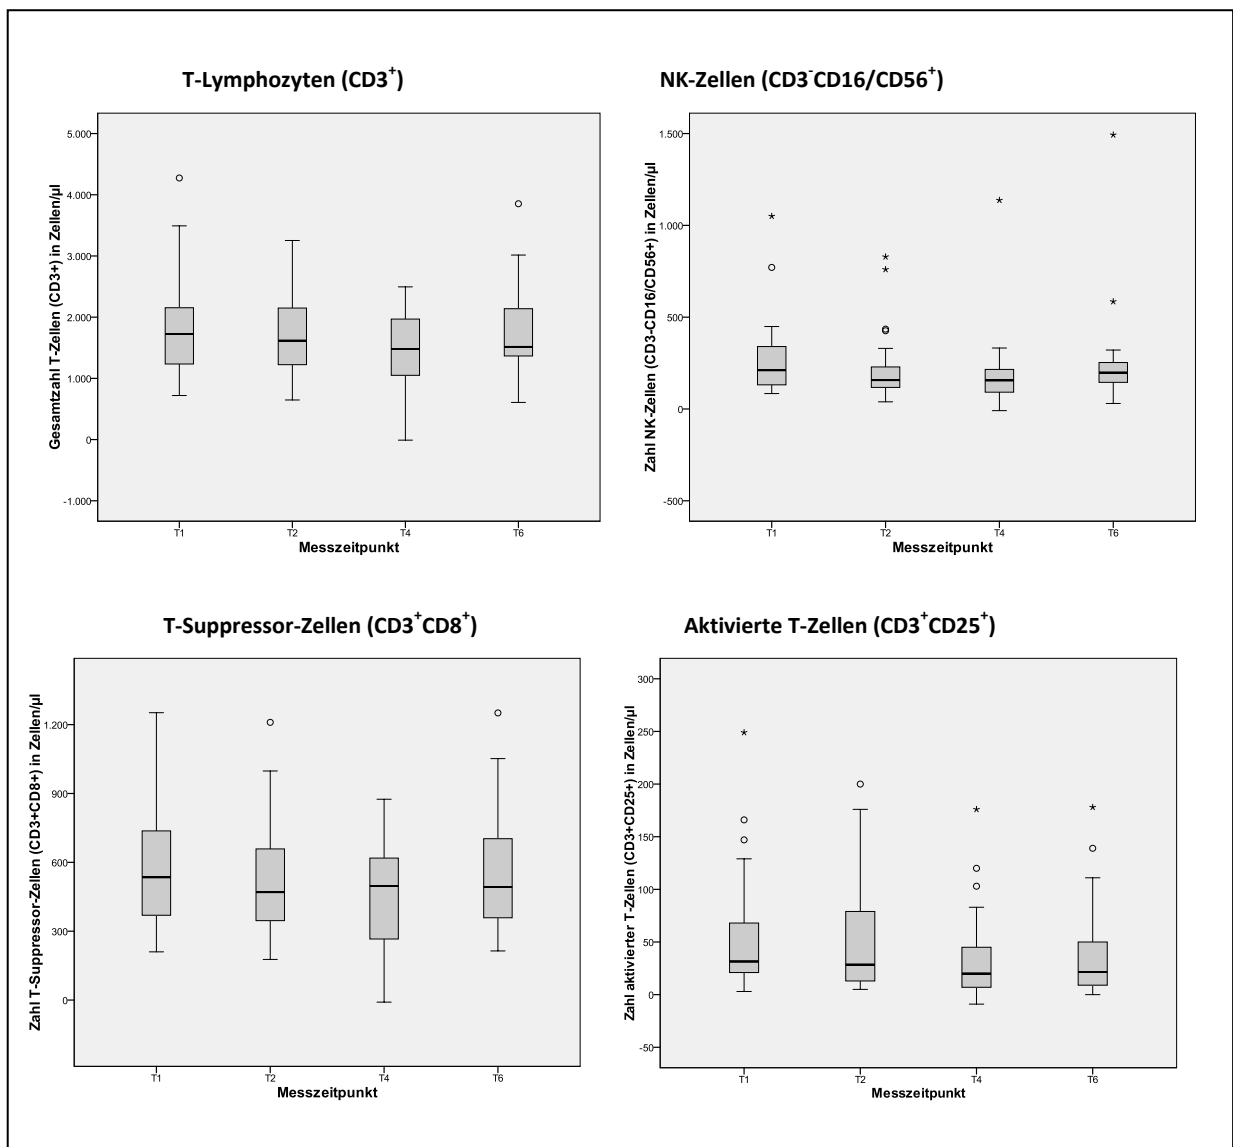 T-Lymphozyten (CD3⁺)
Gesamtzahl T-Zellen (CD3+) in Zellen/µl
5.000
4.000
3.000
2.000
1.000
0
-1.000
T1 T2 T4 T6
Messzeitpunkt
NK-Zellen (CD3⁻CD16/CD56⁺)
Zahl NK-Zellen (CD3-CD16/CD56+) in Zellen/µl
1.500
1.000
500
0
-500
T1 T2 T4 T6
Messzeitpunkt
T-Suppressor-Zellen (CD3⁺CD8⁺)
Zahl T-Suppressor-Zellen (CD3+CD8+) in Zellen/µl
1.200
900
600
300
0
T1 T2 T4 T6
Messzeitpunkt
Aktivierte T-Zellen (CD3⁺CD25⁺)
Zahl aktivierter T-Zellen (CD3+CD25+) in Zellen/µl
300
250
200
150
100
50
0
-50
T1 T2 T4 T6
Messzeitpunkt